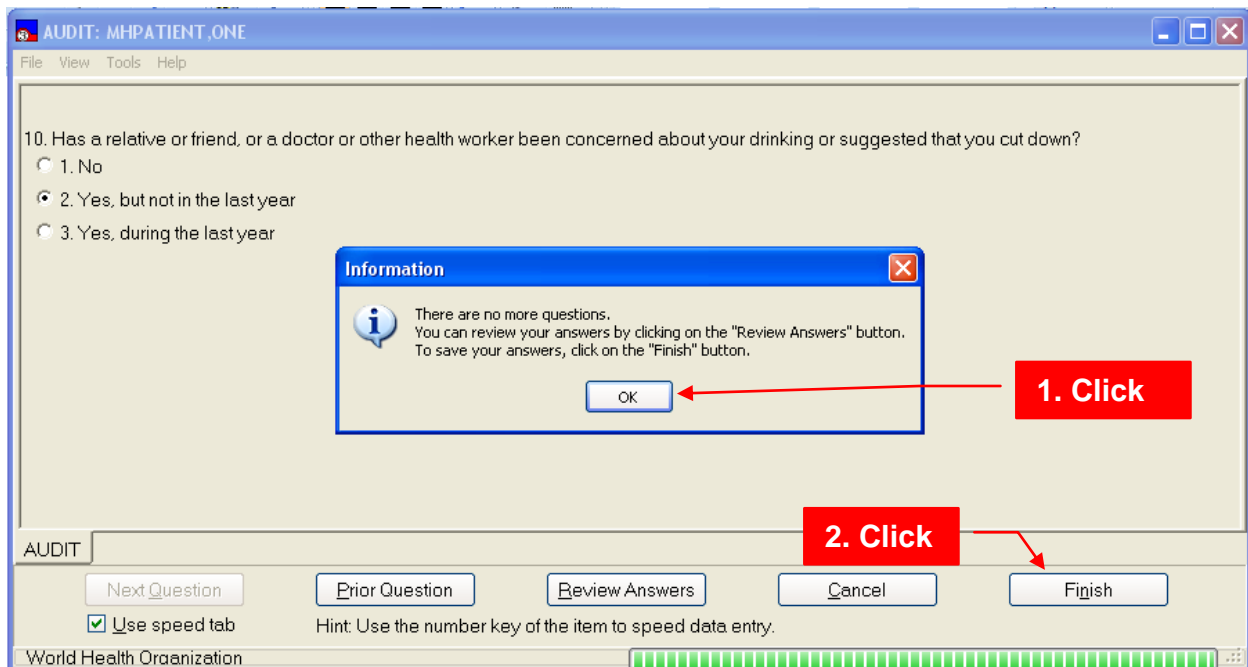 AUDIT: MHPATIENT,ONE
File View Tools Help
10. Has a relative or friend, or a doctor or other health worker been concerned about your drinking or suggested that you cut down?
1. No
2. Yes, but not in the last year
3. Yes, during the last year
Information
There are no more questions.
You can review your answers by clicking on the "Review Answers" button.
To save your answers, click on the "Finish" button.
OK
1. Click
2. Click
AUDIT
Next Question Prior Question Review Answers Cancel Finish
Use speed tab Hint: Use the number key of the item to speed data entry.
World Health Organization